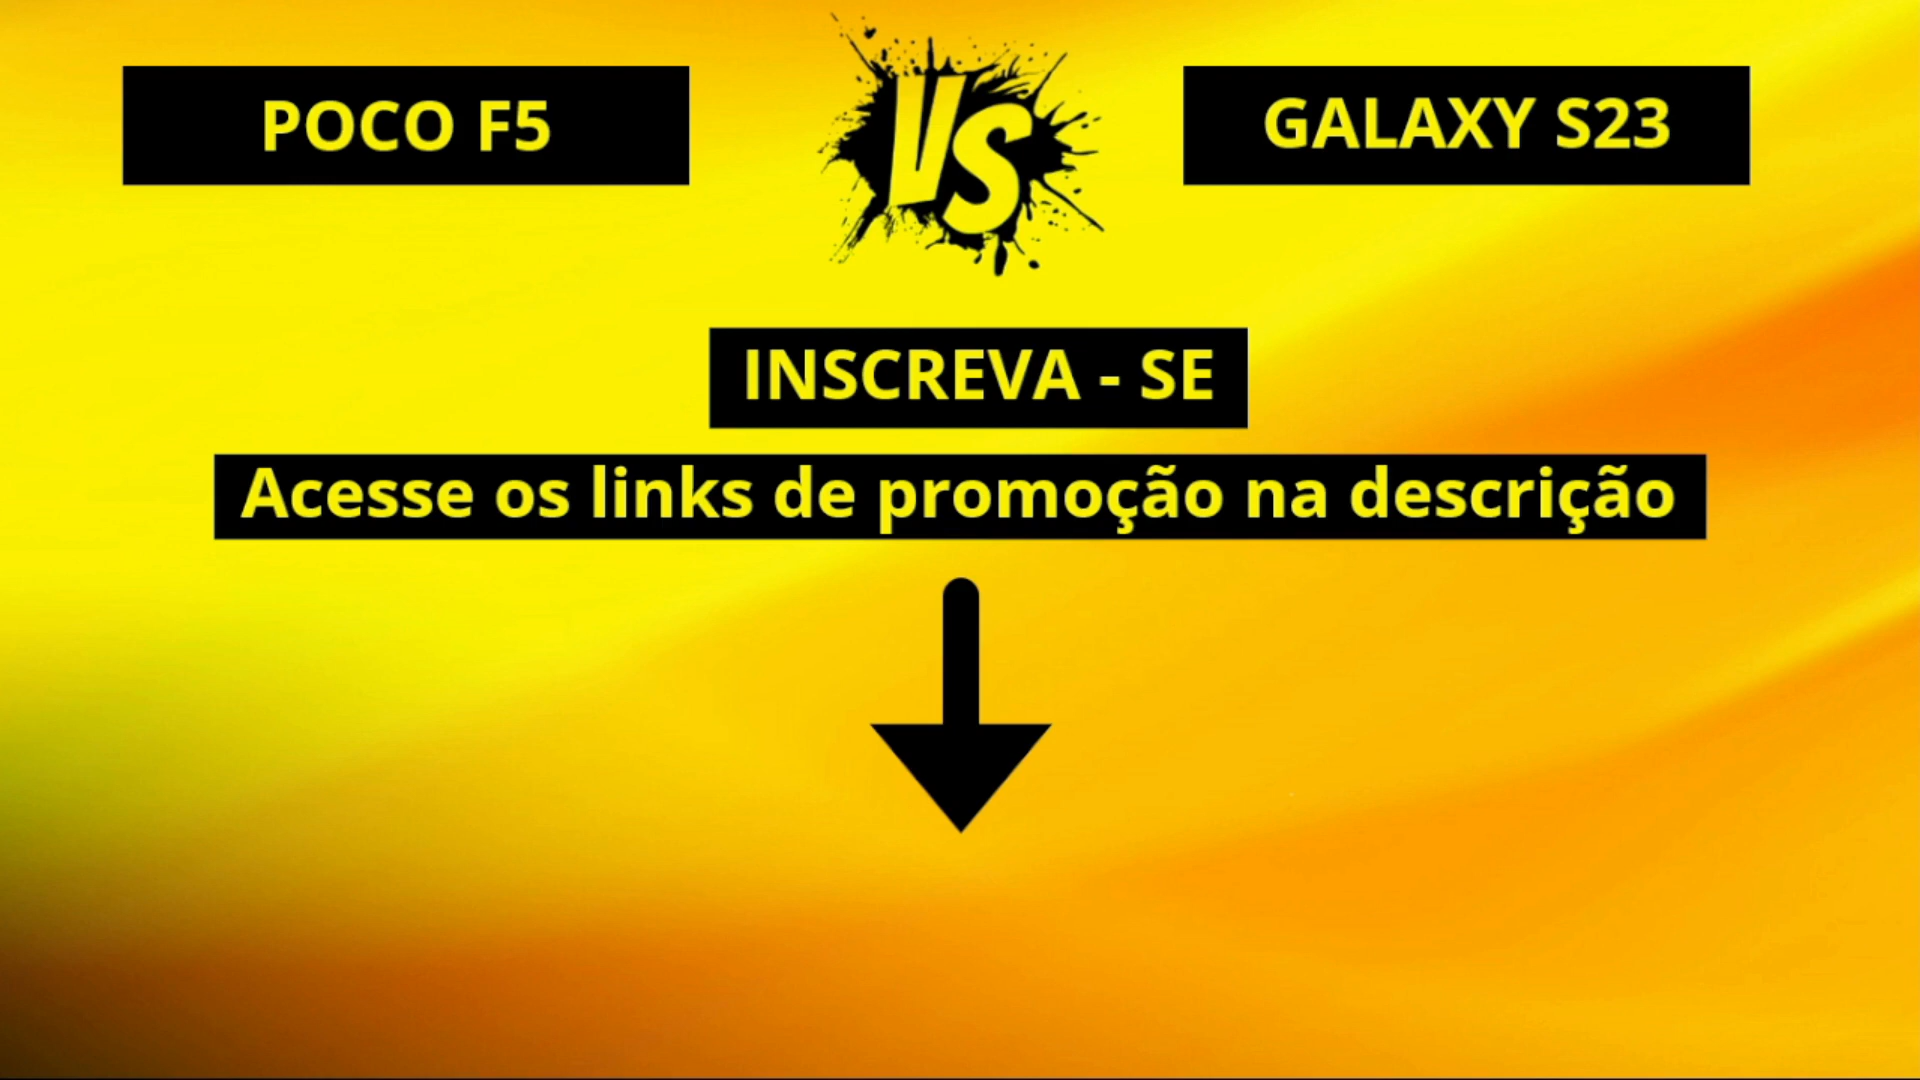 POCO F5
VS
GALAXY S23
INSCREVA - SE
Acesse os links de promoção na descrição